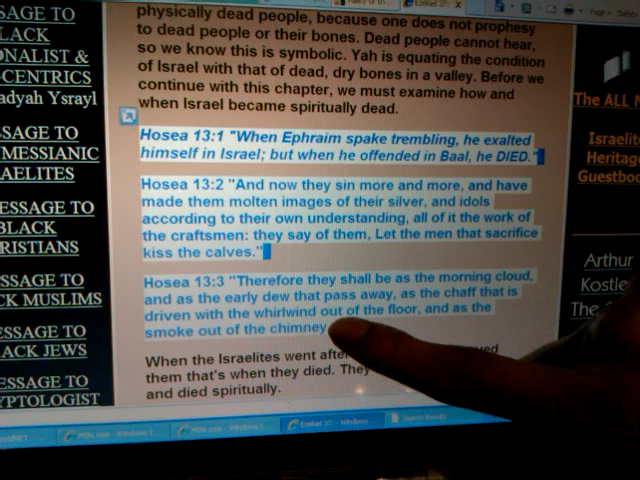 physically dead people, because one does not prophesy
to dead people or their bones. Dead people cannot hear,
so we know this is symbolic. Yah is equating the condition
of Israel with that of dead, dry bones in a valley. Before we
continue with this chapter, we must examine how and
when Israel became spiritually dead.
Hosea 13:1 "When Ephraim spake trembling, he exalted
himself in Israel; but when he offended in Baal, he DIED."
Hosea 13:2 "And now they sin more and more, and have
made them molten images of their silver, and idols
according to their own understanding, all of it the work of
the craftsmen: they say of them, Let the men that sacrifice
kiss the calves."
Hosea 13:3 "Therefore they shall be as the morning cloud,
and as the early dew that pass away, as the chaff that is
driven with the whirlwind out of the floor, and as the
smoke out of the chimney
When the Israelites went after
them that's when they died. They
and died spiritually.
SAGE TO
LACK
ONALIST &
-CENTRICS
adyah Ysrayl
SAGE TO
MESSIANIC
AELITES
ESSAGE TO
BLACK
RISTIANS
SSAGE TO
CK MUSLIMS
SSAGE TO
ACK JEWS
ESSAGE TO
YPTOLOGIST
The ALL
Israelit
Heritag
Guestboo
Arthur
Kostle
The
Page
Ezekiel 37 - Windows